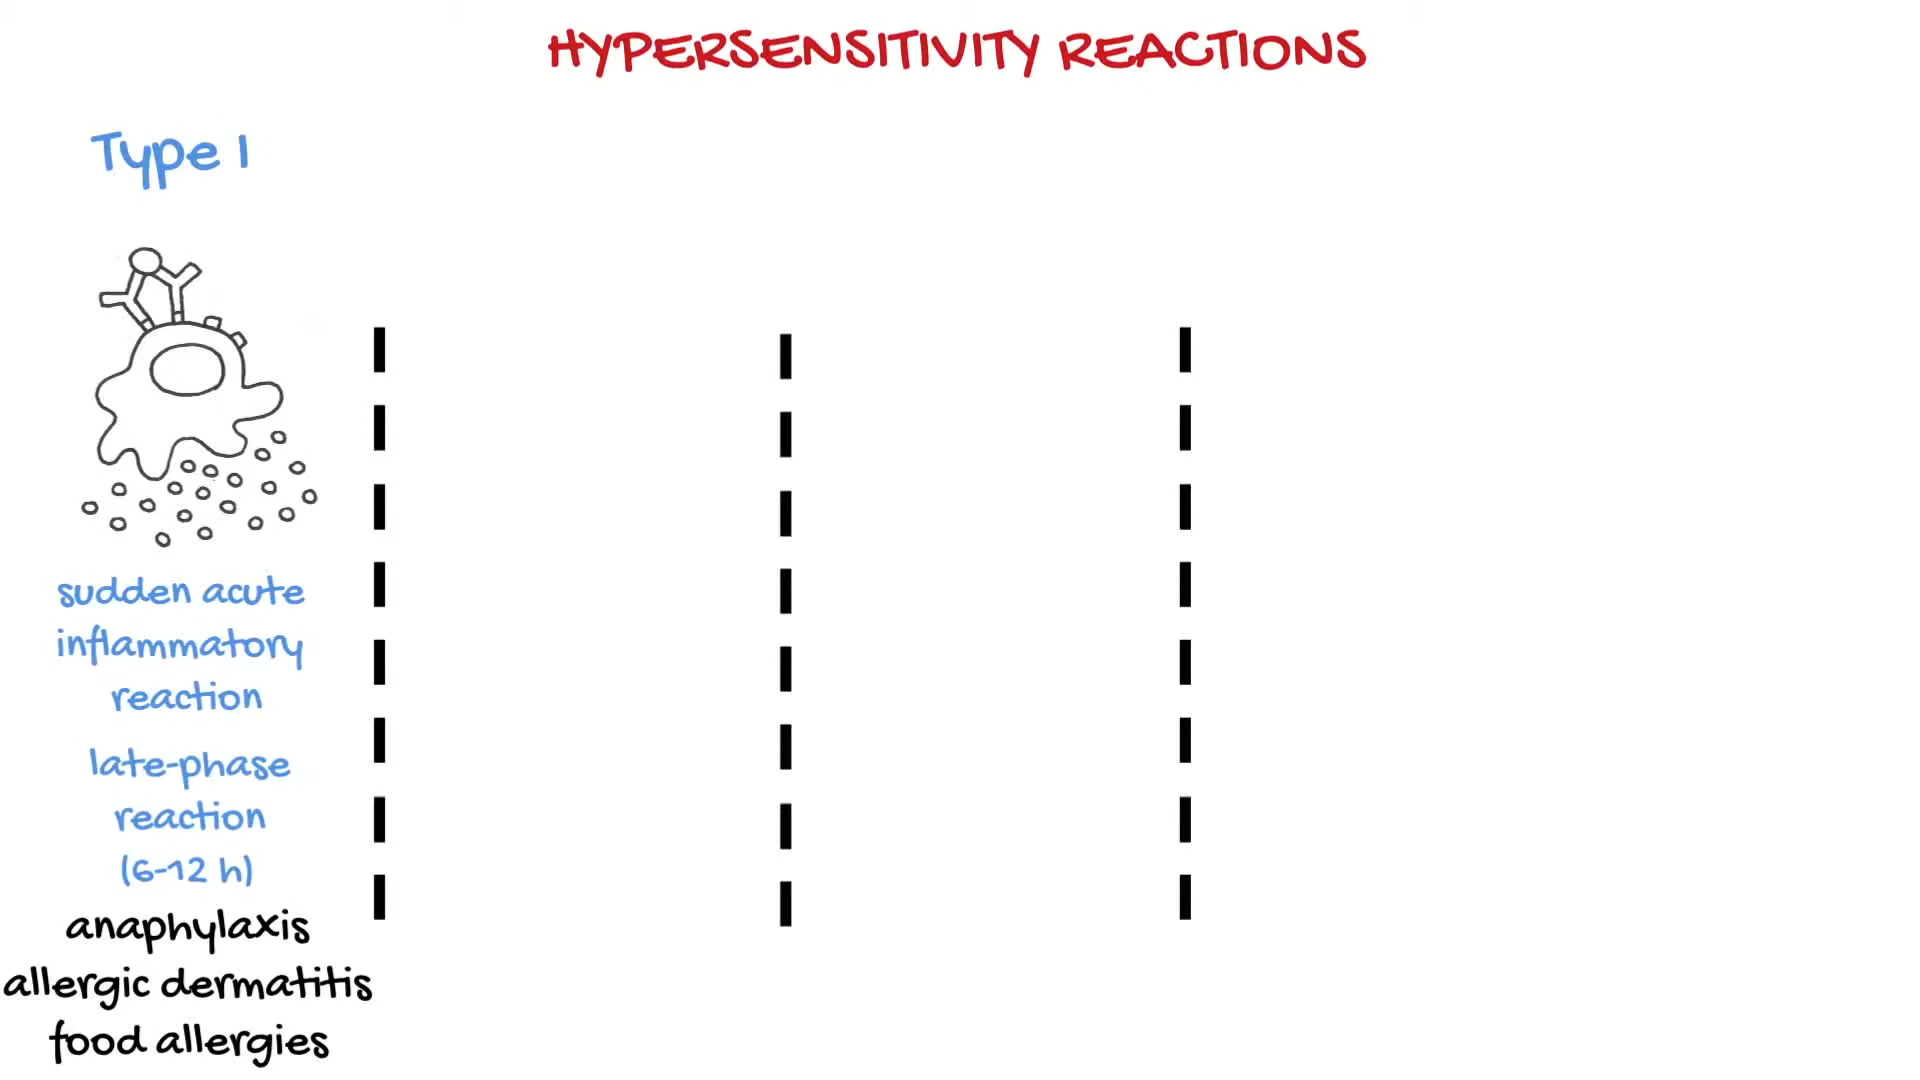 HYPERSENSITIVITY REACTIONS
Type I
sudden acute
inflammatory
reaction
late-phase
reaction
(6-12 h)
anaphylaxis
allergic dermatitis
food allergies